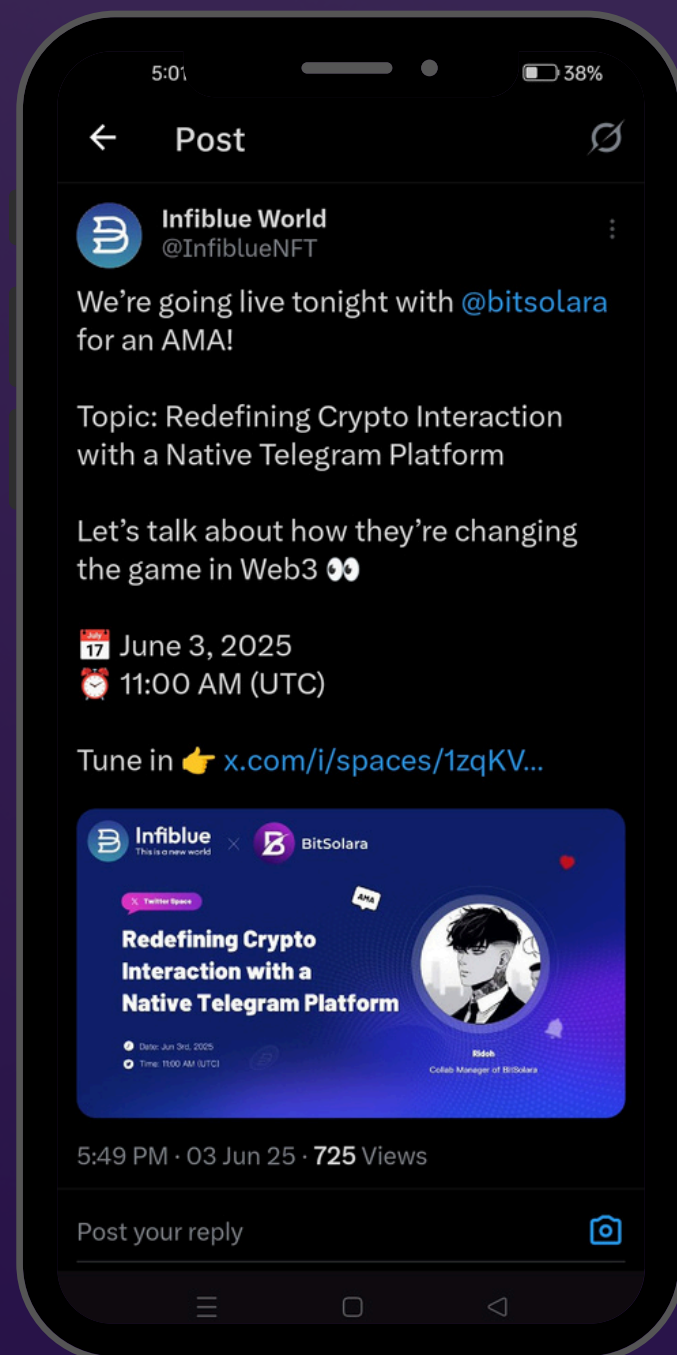 5:01
38%
Post
Infiblue World
@InfiblueNFT
We’re going live tonight with @bitsolara
for an AMA!
Topic: Redefining Crypto Interaction
with a Native Telegram Platform
Let’s talk about how they’re changing
the game in Web3 👀
📅 June 3, 2025
⏰ 11:00 AM (UTC)
Tune in 👉 x.com/i/spaces/1zqKV...
Infiblue
This is a new world
×
BitSolara
X Twitter Space
AMA
Redefining Crypto
Interaction with a
Native Telegram Platform
Date: Jun 3rd, 2025
Time: 11:00 AM (UTC)
Ridoh
Collab Manager of BitSolara
5:49 PM · 03 Jun 25 · 725 Views
Post your reply